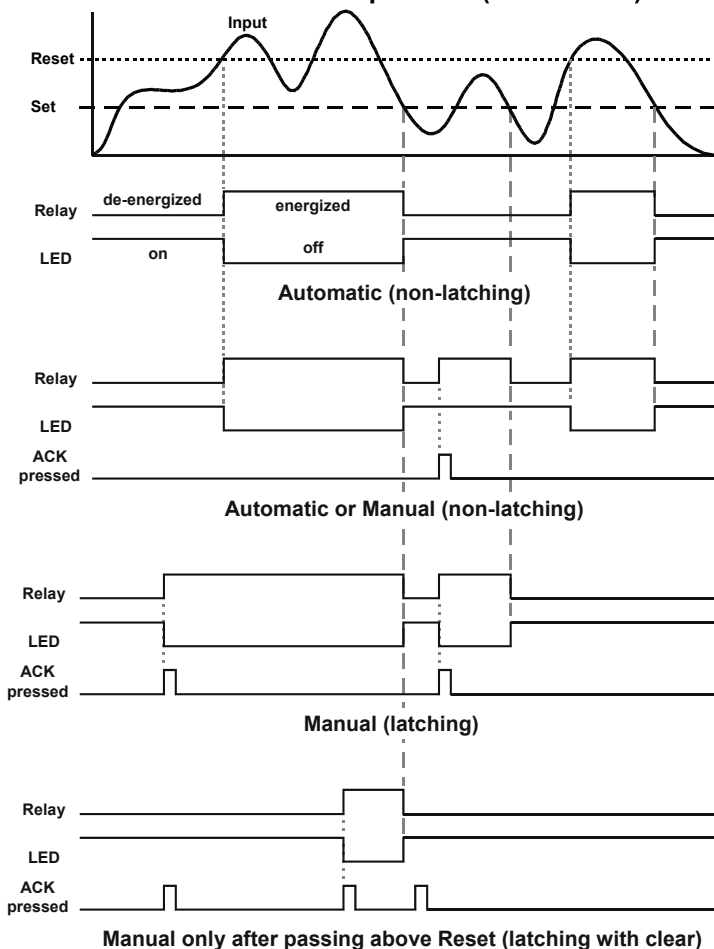 Input
Reset
Set
Relay de-energized energized
LED on off
Automatic (non-latching)
Relay
LED
ACK
pressed
Automatic or Manual (non-latching)
Relay
LED
ACK
pressed
Manual (latching)
Relay
LED
ACK
pressed
Manual only after passing above Reset (latching with clear)